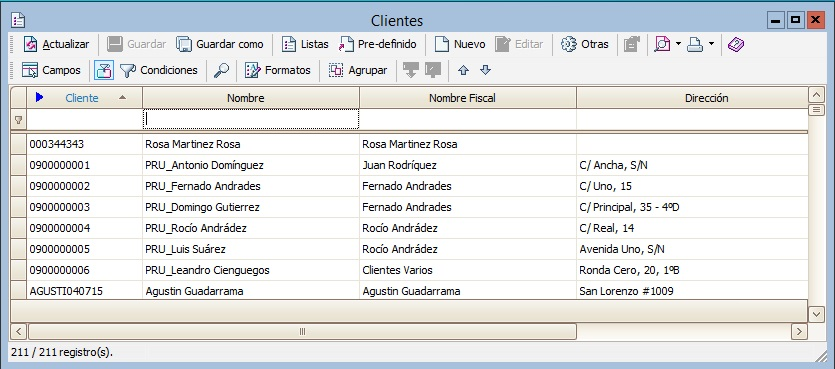 Clientes
Actualizar Guardar Guardar como Listas Pre-definido Nuevo Editar Otras
Campos Condiciones Formatos Agrupar
Cliente Nombre Nombre Fiscal Dirección
000344343 Rosa Martinez Rosa Rosa Martinez Rosa
0900000001 PRU_Antonio Domínguez Juan Rodríquez C/ Ancha, S/N
0900000002 PRU_Fernado Andrades Fernado Andrades C/ Uno, 15
0900000003 PRU_Domingo Gutierrez Fernado Andrades C/ Principal, 35 - 4ºD
0900000004 PRU_Rocío Andrádez Rocío Andrádez C/ Real, 14
0900000005 PRU_Luis Suárez Rocío Andrádez Avenida Uno, S/N
0900000006 PRU_Leandro Cienguegos Clientes Varios Ronda Cero, 20, 1ºB
AGUSTI040715 Agustin Guadarrama Agustin Guadarrama San Lorenzo #1009
211 / 211 registro(s).